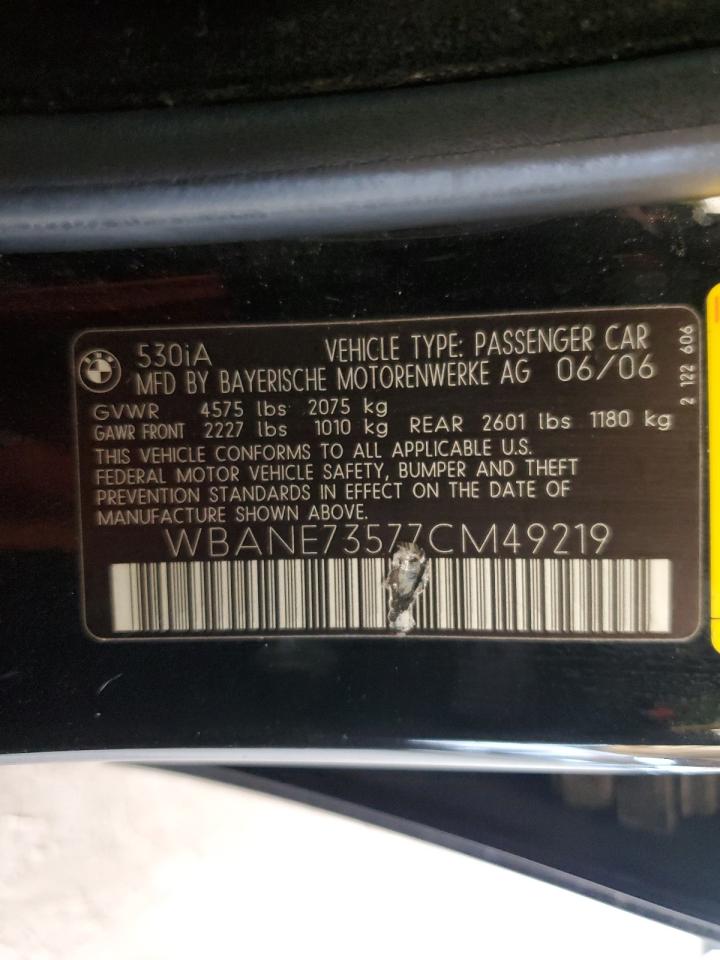 530iA VEHICLE TYPE: PASSENGER CAR
MFD BY BAYERISCHE MOTORENWERKE AG 06/06
GVWR 4575 lbs 2075 kg
GAWR FRONT 2227 lbs 1010 kg REAR 2601 lbs 1180 kg
THIS VEHICLE CONFORMS TO ALL APPLICABLE U.S.
FEDERAL MOTOR VEHICLE SAFETY, BUMPER AND THEFT
PREVENTION STANDARDS IN EFFECT ON THE DATE OF
MANUFACTURE SHOWN ABOVE.
WBANE73577CM49219
2 122 606